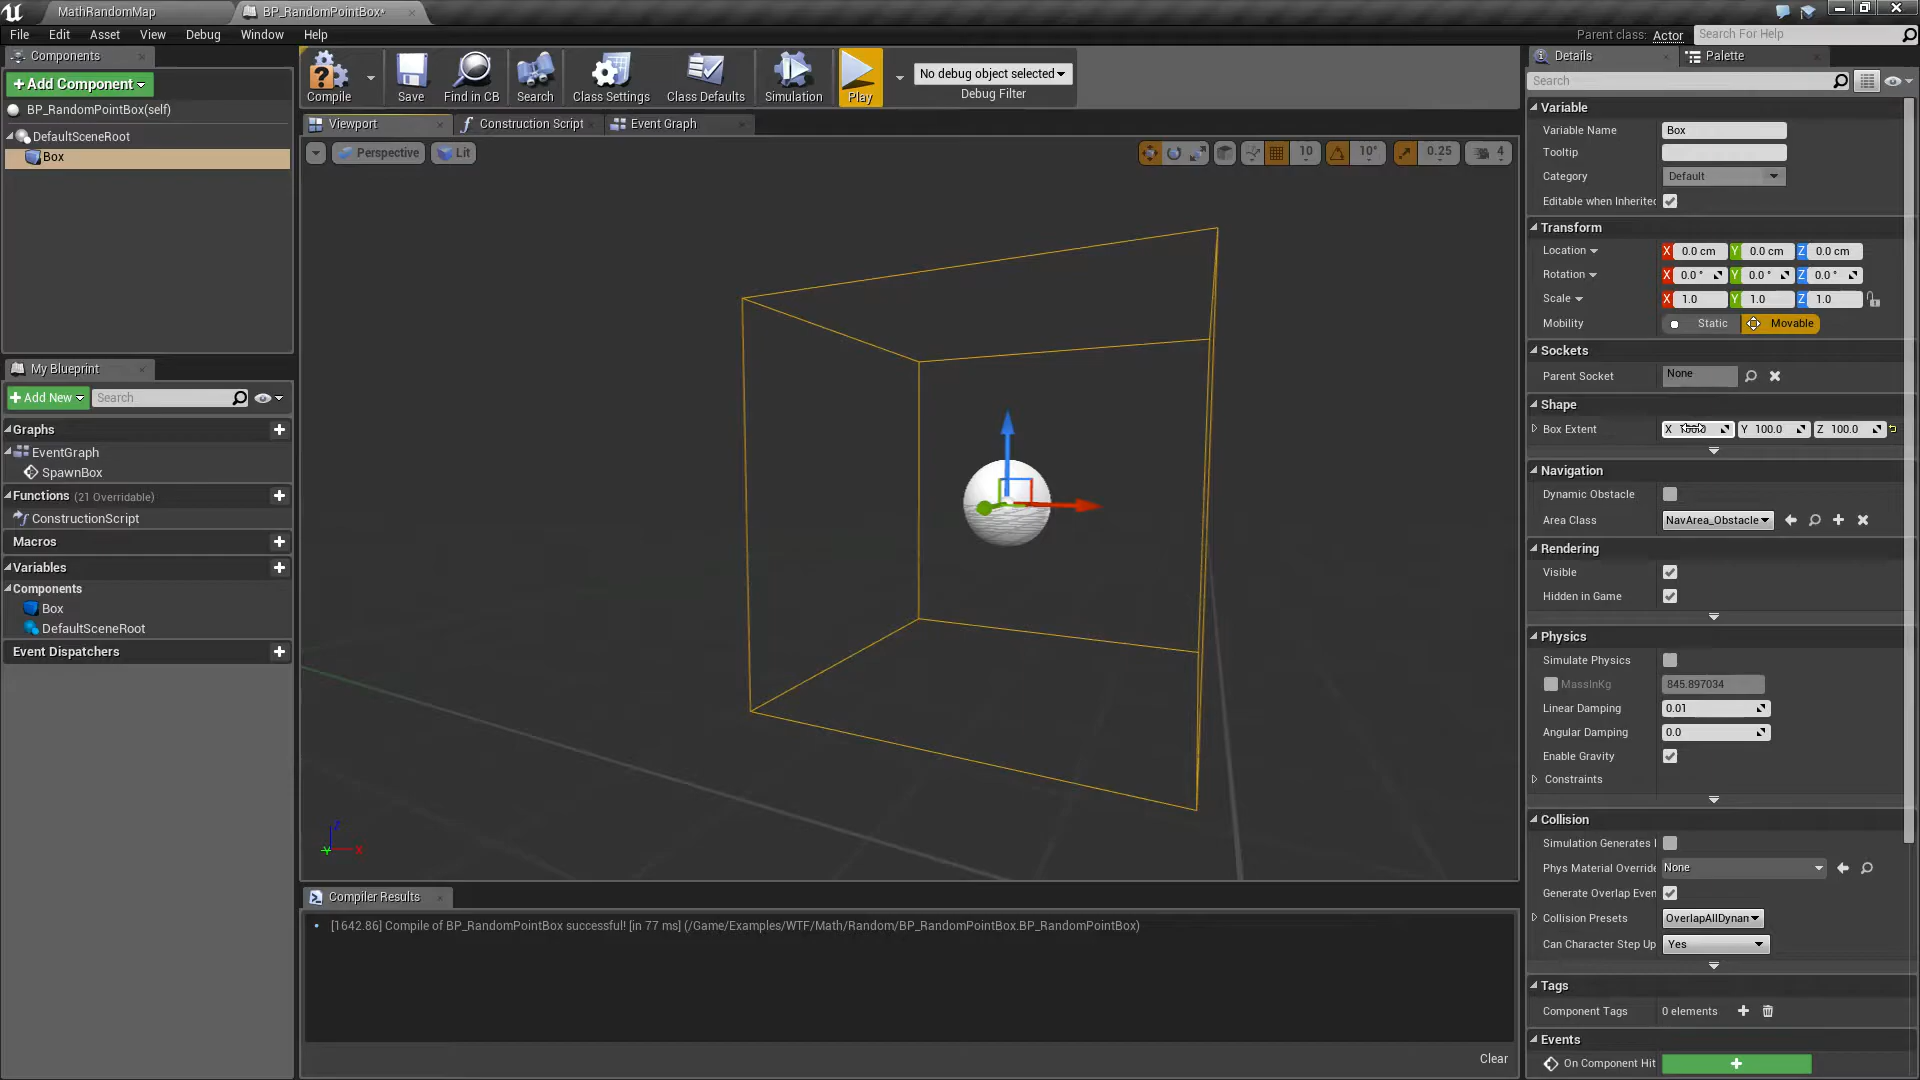 MathRandomMap
BP_RandomPointBox*
File Edit Asset View Debug Window Help
Parent class: Actor
Search For Help
Components
+ Add Component
BP_RandomPointBox(self)
DefaultSceneRoot
Box
My Blueprint
+ Add New
Search
Graphs
EventGraph
SpawnBox
Functions (21 Overridable)
ConstructionScript
Macros
Variables
Components
Box
DefaultSceneRoot
Event Dispatchers
Compile
Save
Find in CB
Search
Class Settings
Class Defaults
Simulation
Play
No debug object selected
Debug Filter
Viewport
Construction Script
Event Graph
Perspective
Lit
10
10°
0.25
4
X
Compiler Results
[1642.86] Compile of BP_RandomPointBox successful! [in 77 ms] (/Game/Examples/WTF/Math/Random/BP_RandomPointBox.BP_RandomPointBox)
Clear
Details
Palette
Search
Variable
Variable Name Box
Tooltip
Category Default
Editable when Inherited
Transform
Location X 0.0 cm Y 0.0 cm Z 0.0 cm
Rotation X 0.0 ° Y 0.0 ° Z 0.0 °
Scale X 1.0 Y 1.0 Z 1.0
Mobility Static Movable
Sockets
Parent Socket None
Shape
Box Extent X Y 100.0 Z 100.0
Navigation
Dynamic Obstacle
Area Class NavArea_Obstacle
Rendering
Visible
Hidden in Game
Physics
Simulate Physics
MassInKg 845.897034
Linear Damping 0.01
Angular Damping 0.0
Enable Gravity
Constraints
Collision
Simulation Generates
Phys Material Override None
Generate Overlap Even
Collision Presets OverlapAllDynan
Can Character Step Up Yes
Tags
Component Tags 0 elements
Events
On Component Hit